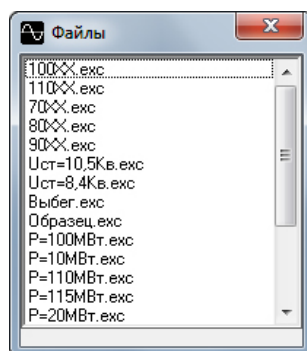 Файлы
100XX.exc
110XX.exc
70XX.exc
80XX.exc
90XX.exc
Uст=10,5Кв.exc
Uст=8,4Кв.exc
Выбег.exc
Образец.exc
P=100МВт.exc
P=10МВт.exc
P=110МВт.exc
P=115МВт.exc
P=20МВт.exc